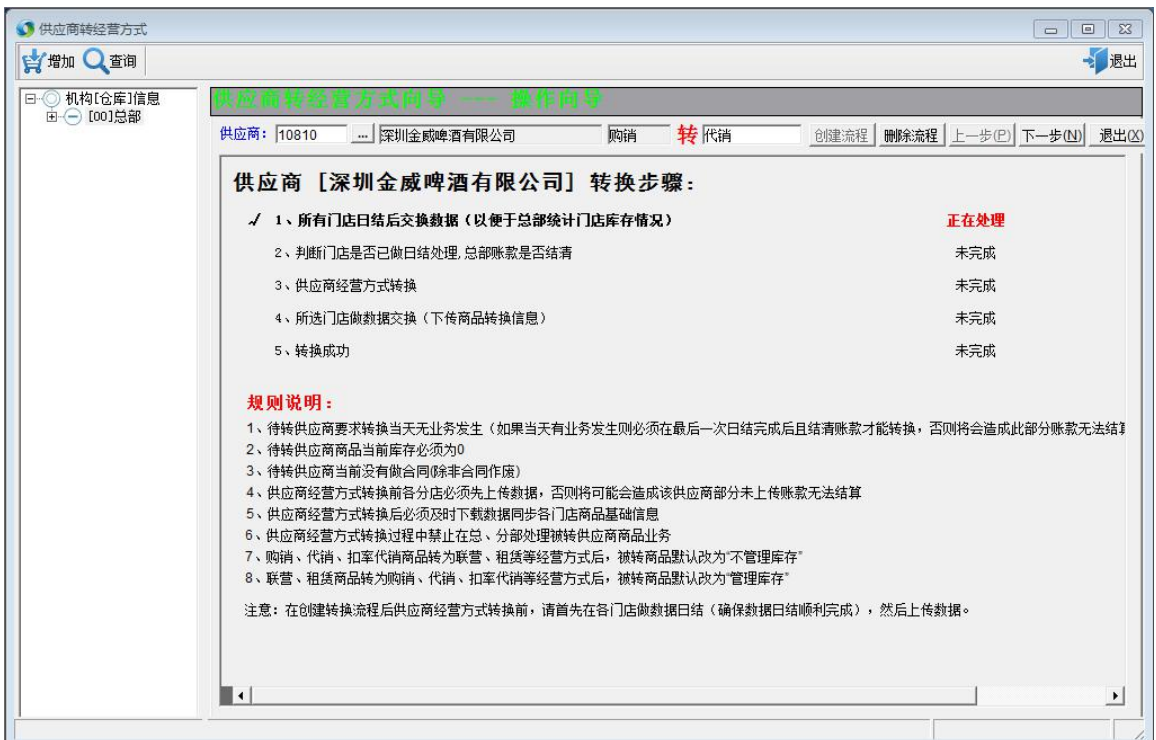 供应商转经营方式
增加 查询 退出
机构[仓库]信息
[00]总部
供应商转经营方式向导 --- 操作向导
供应商: 10810 ... 深圳金威啤酒有限公司 购销 转 代销 创建流程 删除流程 上一步(P) 下一步(N) 退出(X)
供应商 [深圳金威啤酒有限公司] 转换步骤:
✓ 1、所有门店日结后交换数据(以便于总部统计门店库存情况) 正在处理
2、判断门店是否已做日结处理,总部账款是否结清 未完成
3、供应商经营方式转换 未完成
4、所选门店做数据交换(下传商品转换信息) 未完成
5、转换成功 未完成
规则说明:
1、待转供应商要求转换当天无业务发生(如果当天有业务发生则必须在最后一次日结完成后且结清账款才能转换,否则将会造成此部分账款无法结算
2、待转供应商商品当前库存必须为0
3、待转供应商当前没有做合同(除非合同作废)
4、供应商经营方式转换前各分店必须先上传数据,否则将可能会造成该供应商部分未上传账款无法结算
5、供应商经营方式转换后必须及时下载数据同步各门店商品基础信息
6、供应商经营方式转换过程中禁止在总、分部处理被转供应商商品业务
7、购销、代销、扣率代销商品转为联营、租赁等经营方式后,被转商品默认改为"不管理库存"
8、联营、租赁商品转为购销、代销、扣率代销等经营方式后,被转商品默认改为"管理库存"
注意:在创建转换流程后供应商经营方式转换前,请首先在各门店做数据日结(确保数据日结顺利完成),然后上传数据。